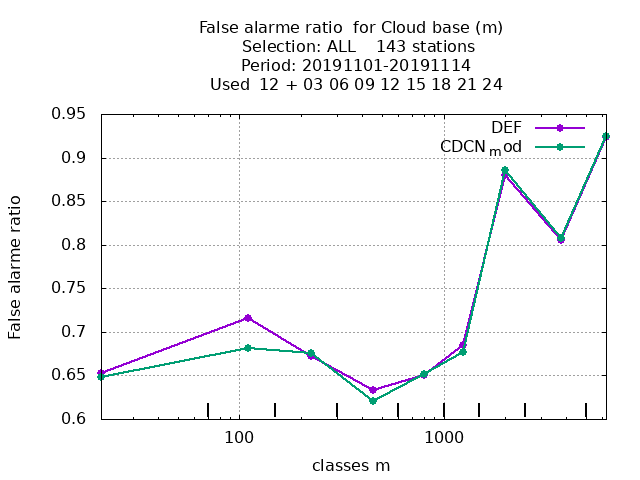 False alarme ratio  for Cloud base (m)
Selection: ALL    143 stations
Period: 20191101-20191114
Used  12 + 03 06 09 12 15 18 21 24
0.95
0.9
0.85
0.8
0.75
0.7
0.65
0.6
False alarme ratio
DEF
CDCN_mod
100 1000
classes m